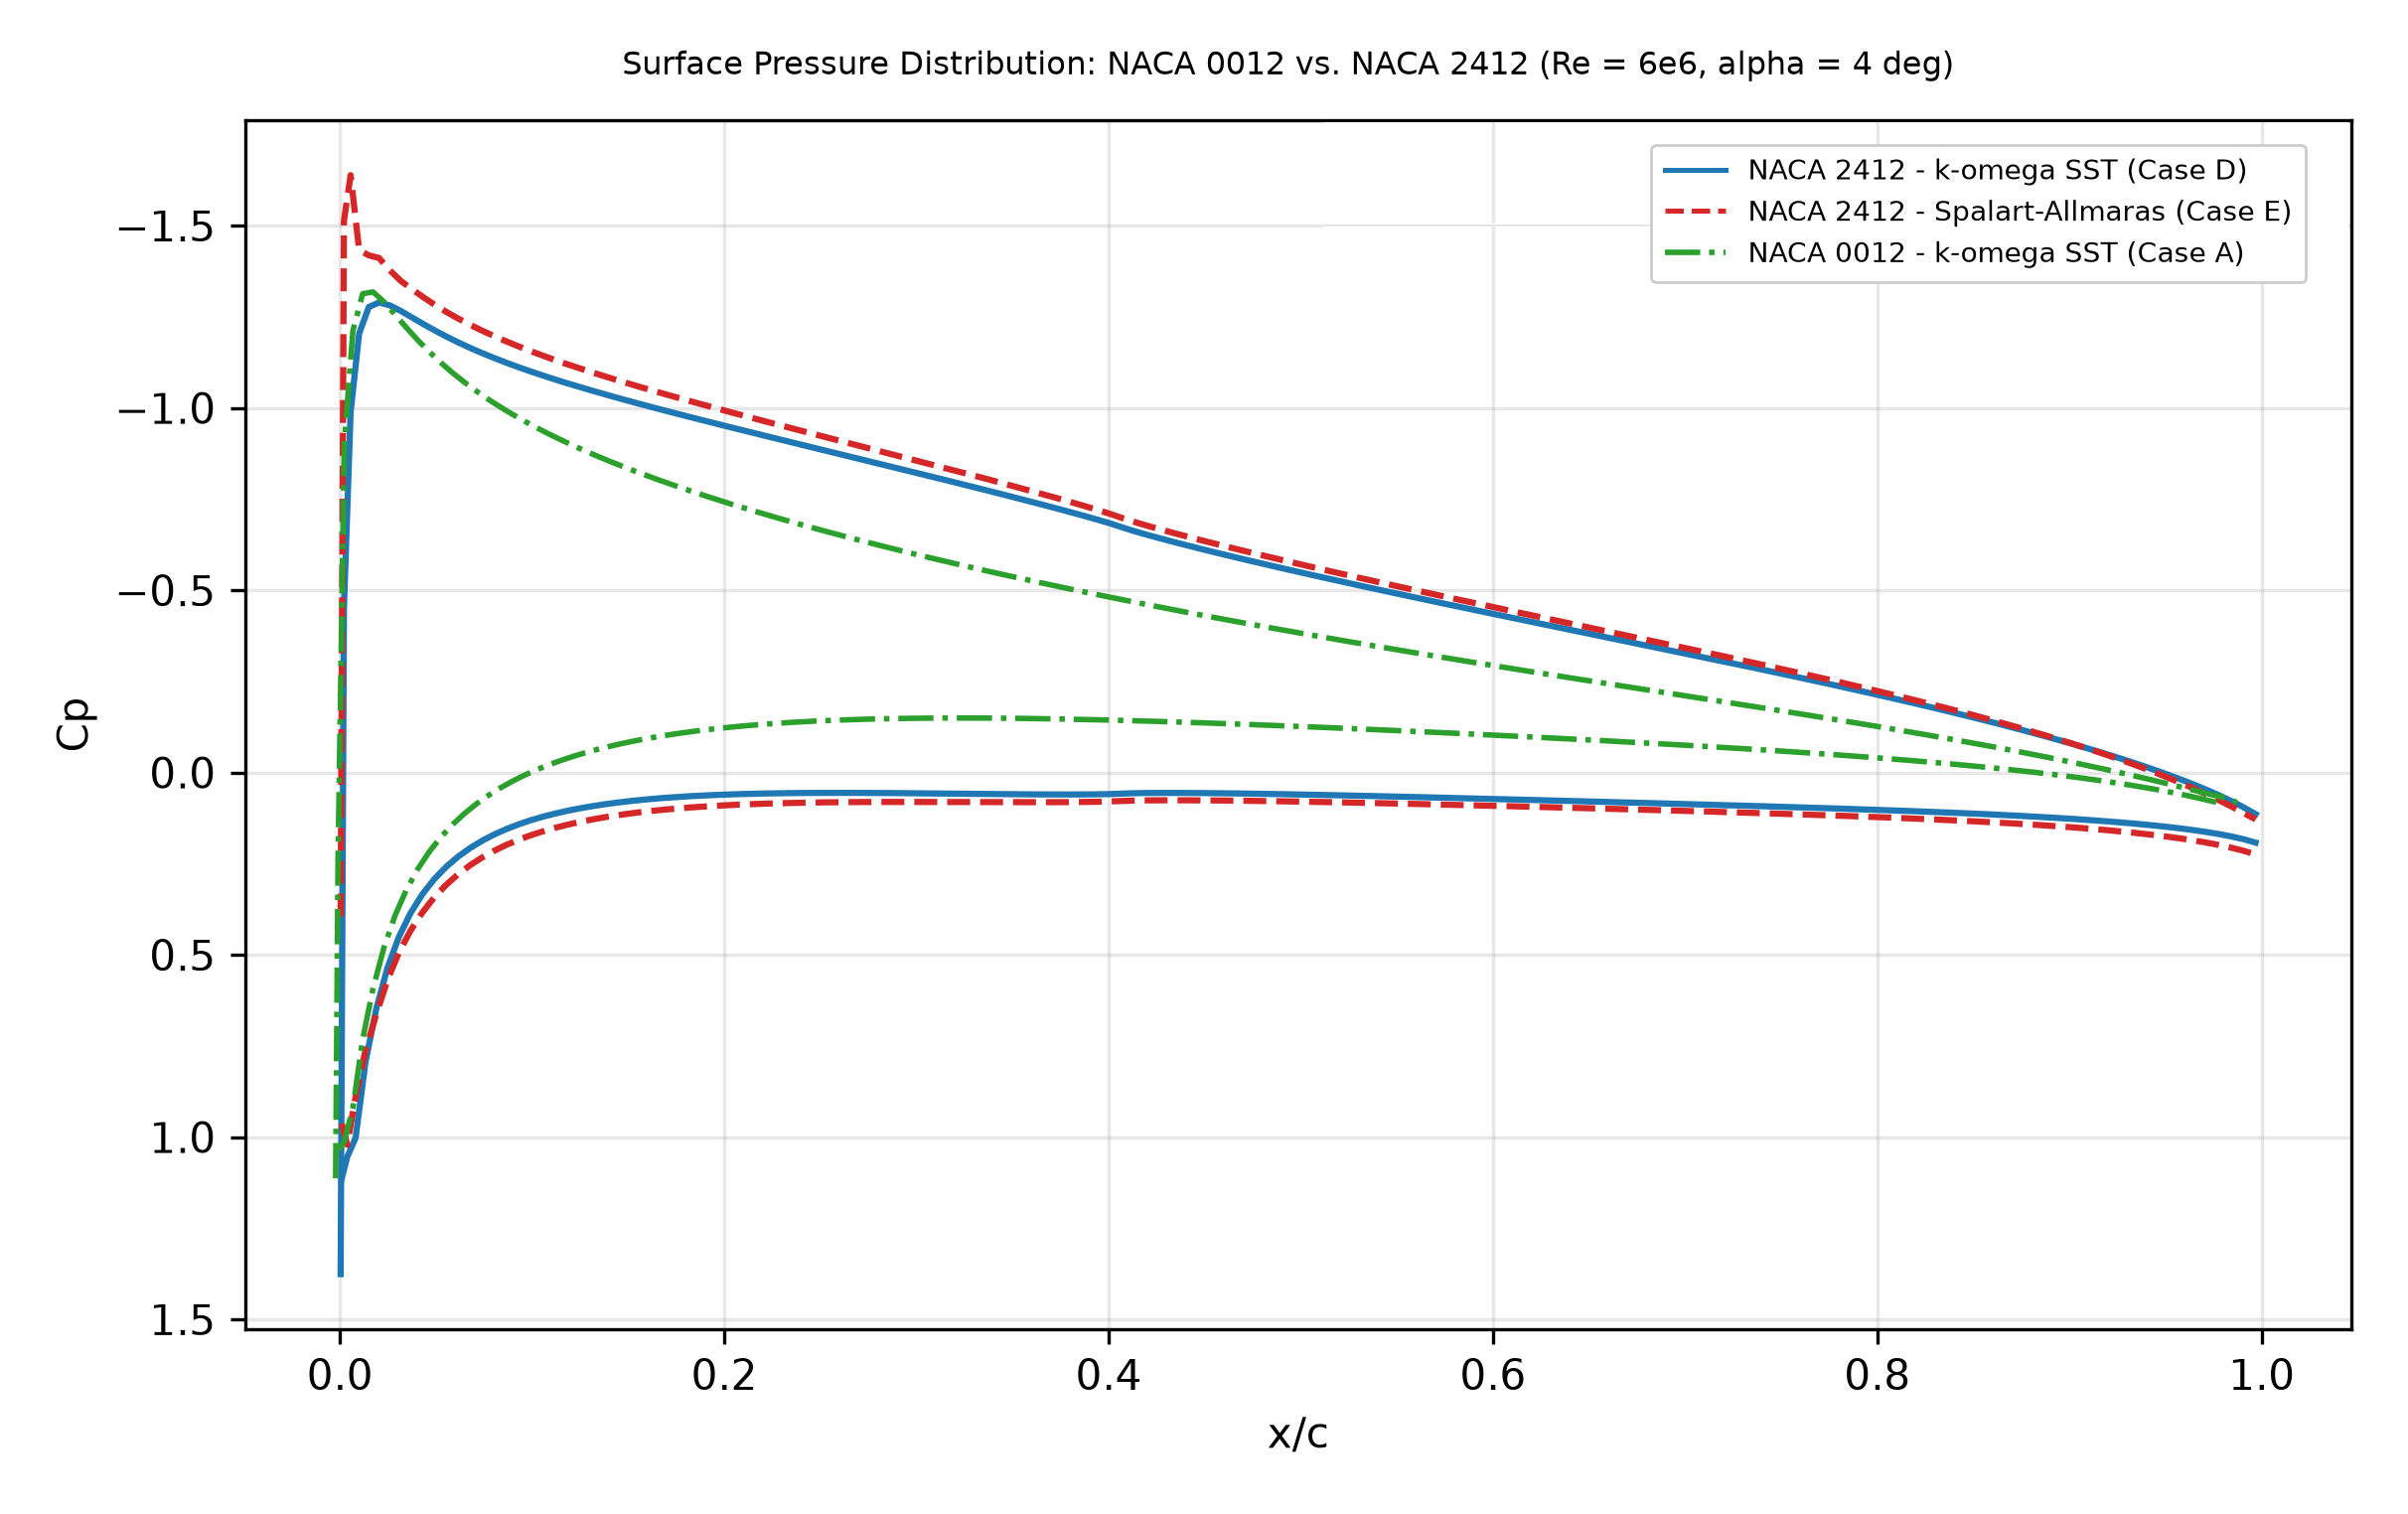 Surface Pressure Distribution: NACA 0012 vs. NACA 2412 (Re = 6e6, alpha = 4 deg)
NACA 2412 - k-omega SST (Case D)
NACA 2412 - Spalart-Allmaras (Case E)
NACA 0012 - k-omega SST (Case A)
Cp
−1.5
−1.0
−0.5
0.0
0.5
1.0
1.5
0.0 0.2 0.4 0.6 0.8 1.0
x/c